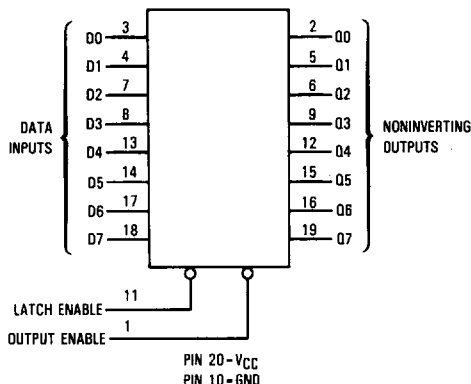 D0 3 2 Q0
D1 4 5 Q1
D2 7 6 Q2
D3 8 9 Q3
D4 13 12 Q4
D5 14 15 Q5
D6 17 16 Q6
D7 18 19 Q7
DATA
INPUTS
NONINVERTING
OUTPUTS
LATCH ENABLE 11
OUTPUT ENABLE 1
PIN 20-VCC
PIN 10-GND